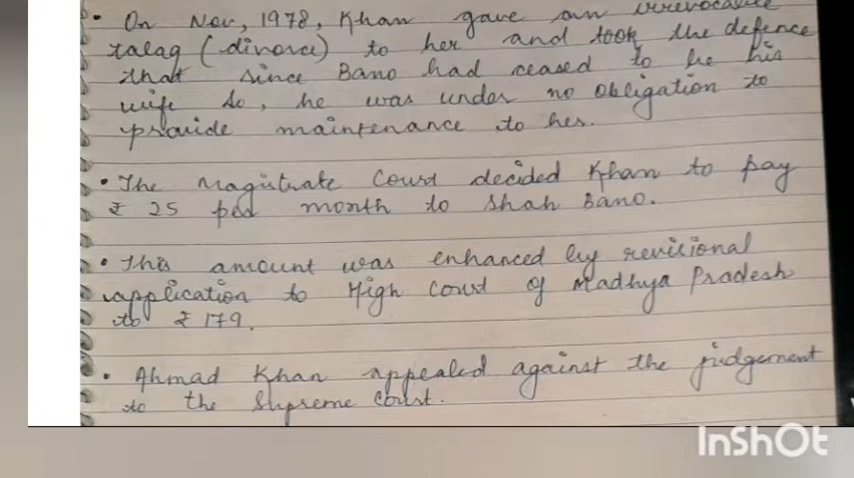 • On Nov, 1978, Khan gave an irrevocable
talaq (divorce) to her and took the defence
that since Bano had ceased to be his
wife so, he was under no obligation to
provide maintenance to her.
• The Magistrate Court decided Khan to pay
₹ 25 per month to Shah Bano.
• This amount was enhanced by revisional
application to High Court of Madhya Pradesh
to ₹ 179.
• Ahmad Khan appealed against the judgement
to the Supreme Court.
InShOt